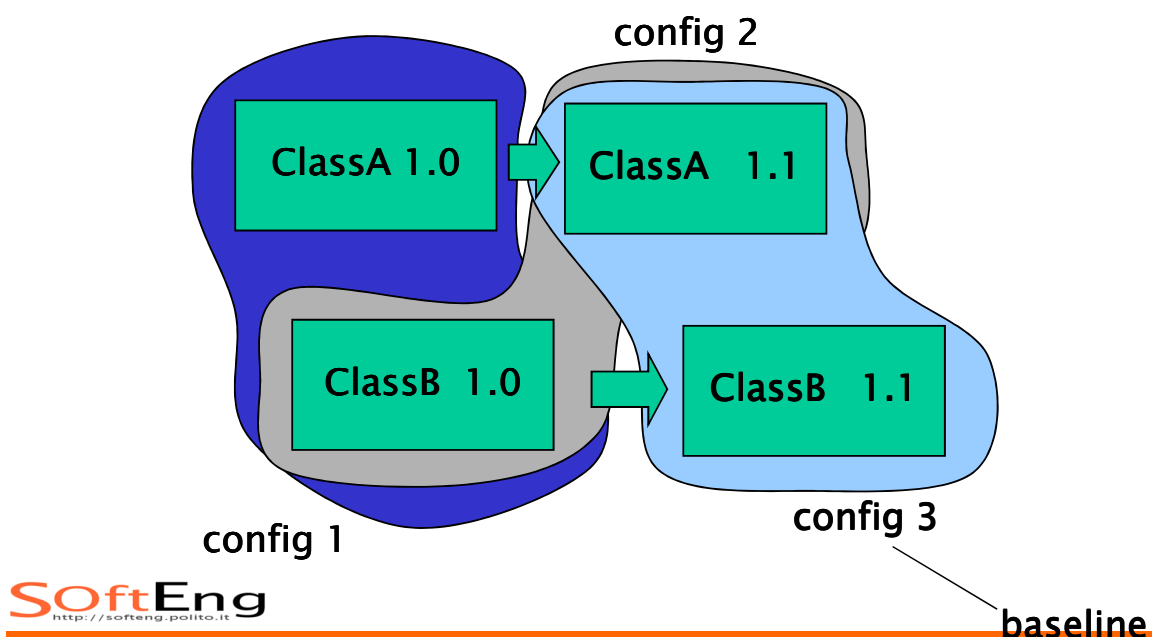 config 2
ClassA 1.0
ClassA 1.1
ClassB 1.0
ClassB 1.1
config 3
config 1
SOftEng
http://softeng.polito.it
baseline